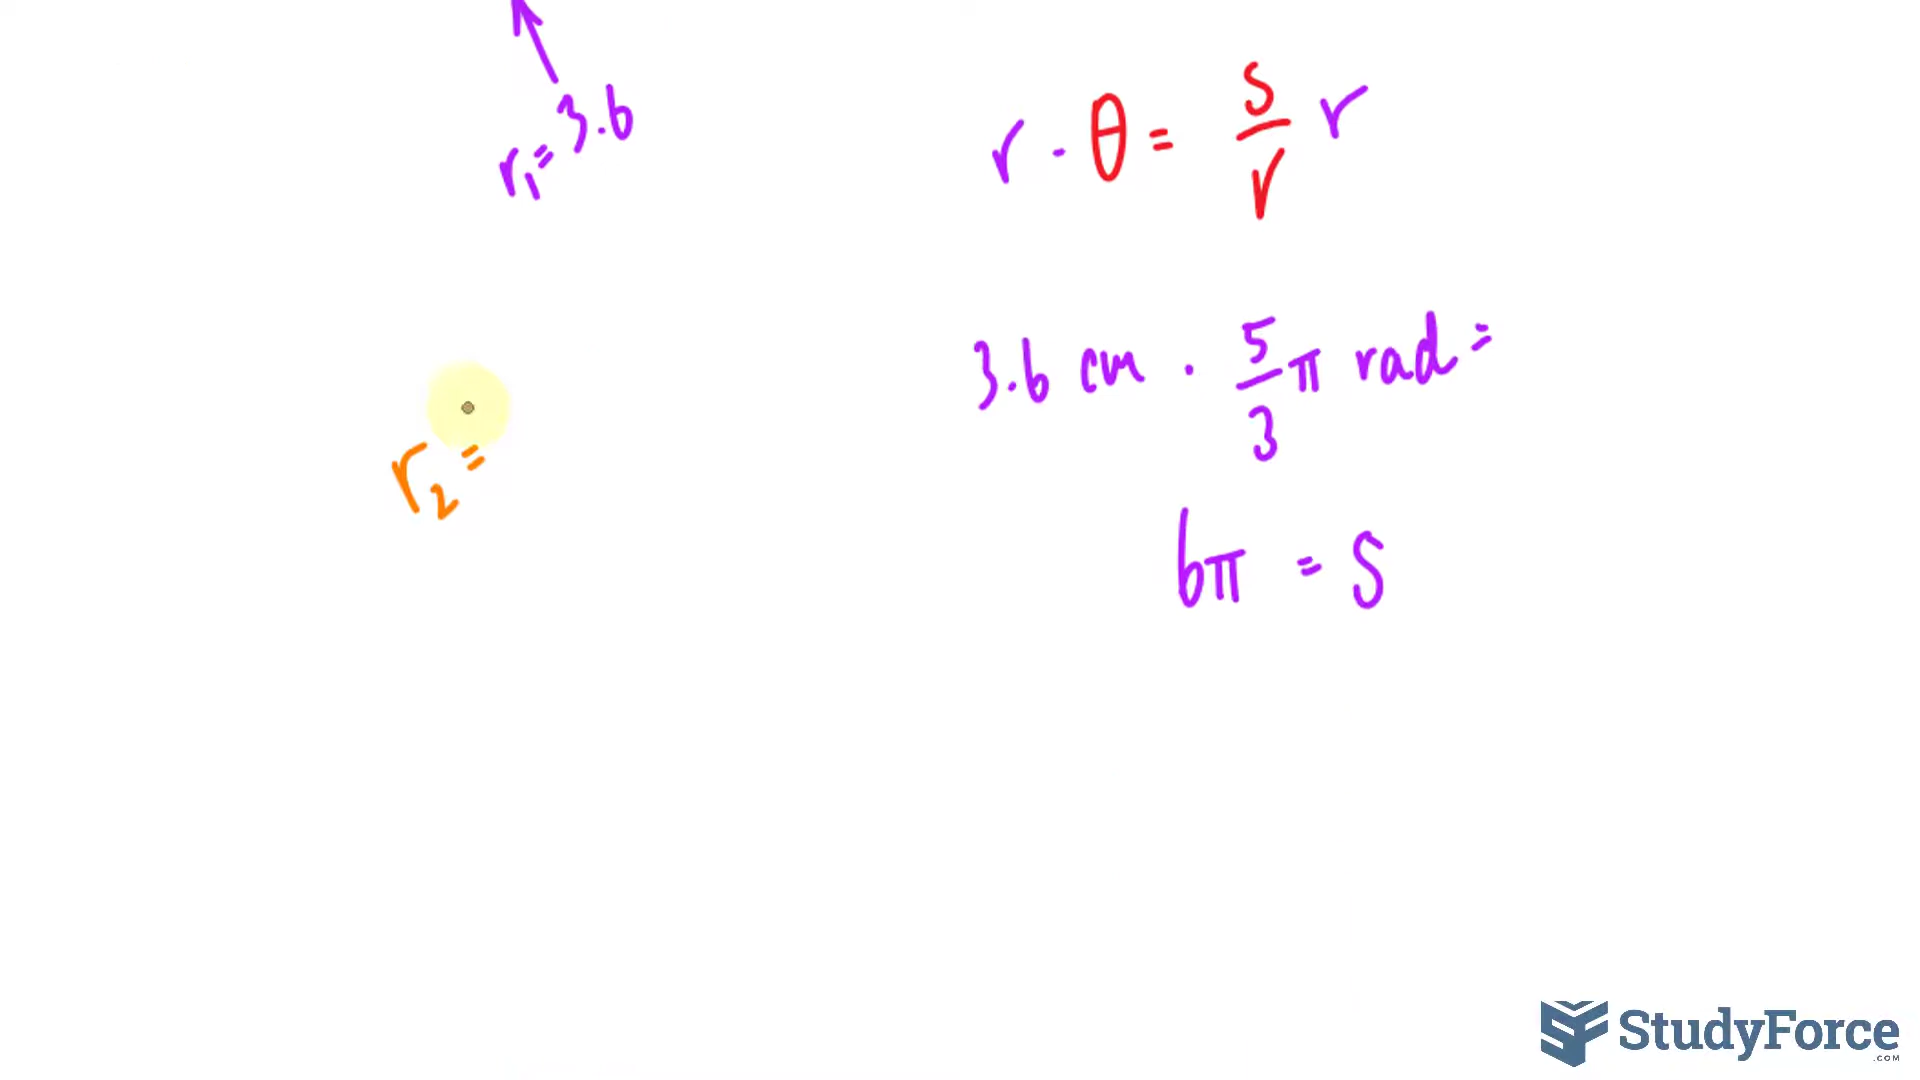 r₁ = 3.6
r₂ =
r · θ = s/r r
3.6 cm · 5/3 π rad =
6π = s
StudyForce
.COM